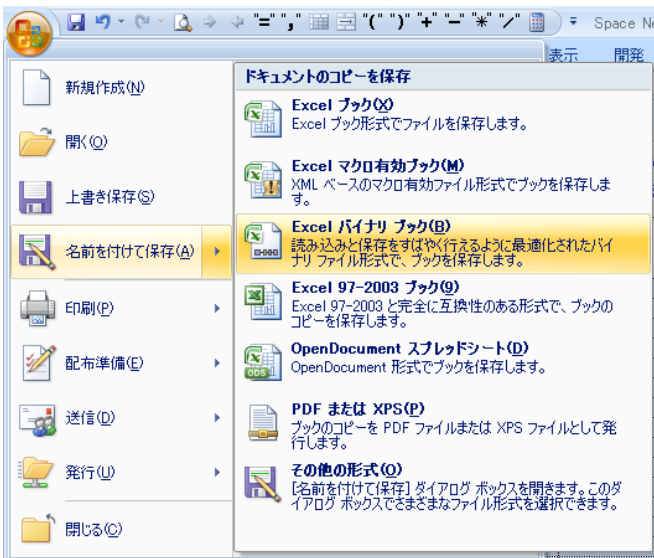 "=" "," "(" ")" "+" "−" "*" "/" Space Ne
表示 開発
新規作成(N)
開く(O)
上書き保存(S)
名前を付けて保存(A)
印刷(P)
配布準備(E)
送信(D)
発行(U)
閉じる(C)
ドキュメントのコピーを保存
Excel ブック(X)
Excel ブック形式でファイルを保存します。
Excel マクロ有効ブック(M)
XML ベースのマクロ有効ファイル形式でブックを保存しま
す。
Excel バイナリ ブック(B)
読み込みと保存をすばやく行えるように最適化されたバイ
ナリ ファイル形式で、ブックを保存します。
Excel 97-2003 ブック(9)
Excel 97-2003 と完全に互換性のある形式で、ブックの
コピーを保存します。
OpenDocument スプレッドシート(D)
OpenDocument 形式でブックを保存します。
PDF または XPS(P)
ブックのコピーを PDF ファイルまたは XPS ファイルとして発
行します。
その他の形式(O)
[名前を付けて保存] ダイアログ ボックスを開きます。このダ
イアログ ボックスでさまざまなファイル形式を選択できます。